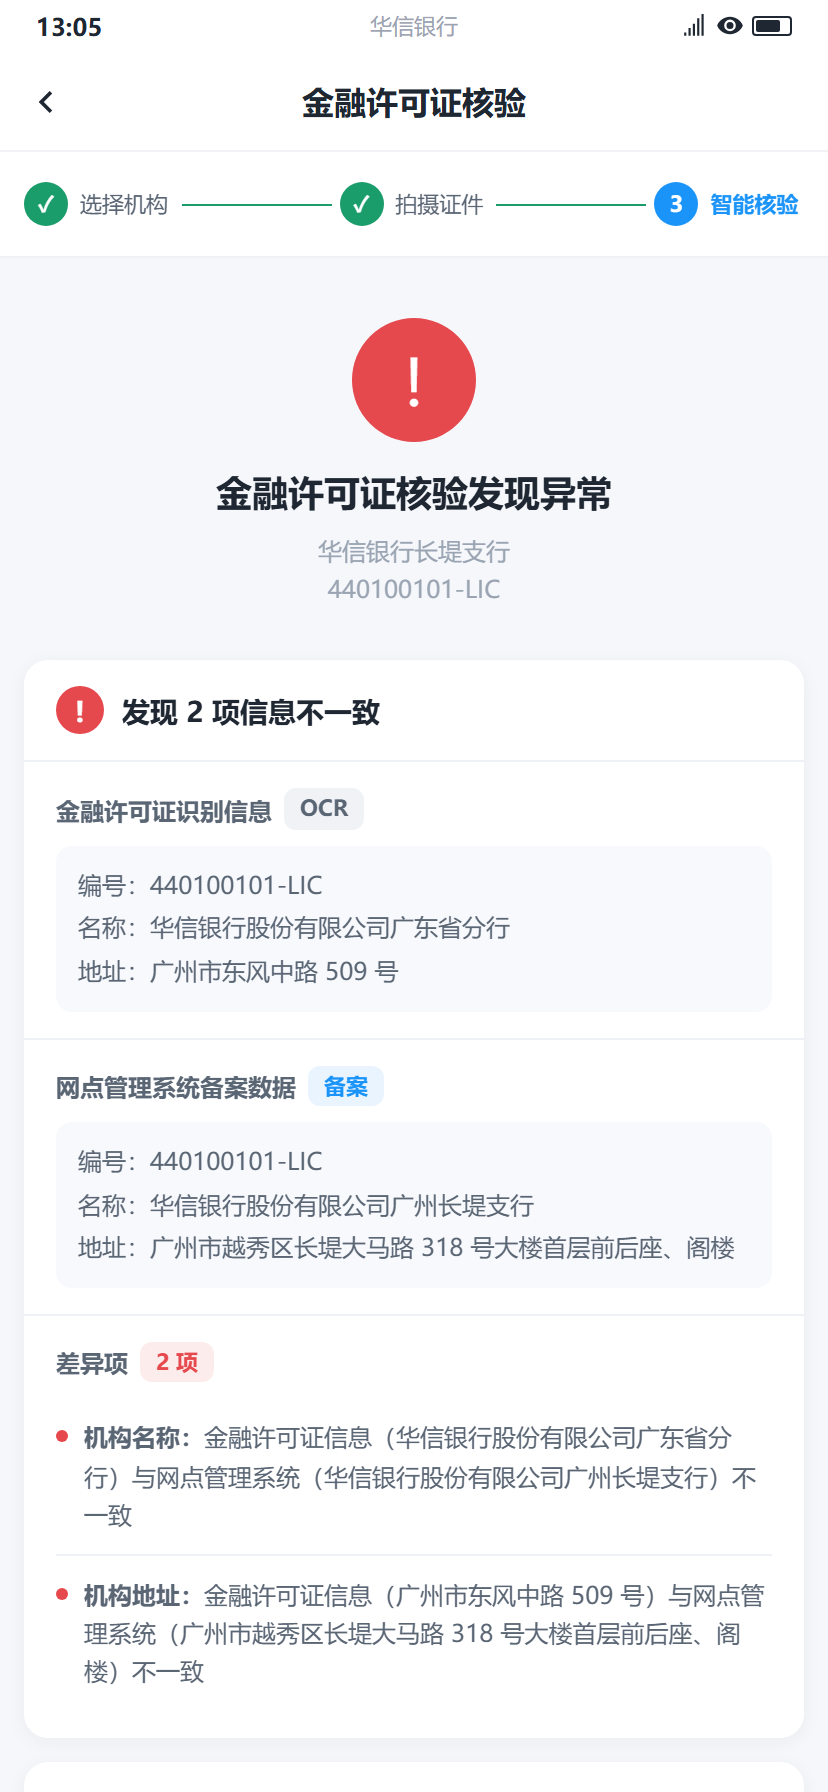 13:05
华信银行
金融许可证核验
选择机构
拍摄证件
3
智能核验
!
金融许可证核验发现异常
华信银行长堤支行
440100101-LIC
! 发现 2 项信息不一致
金融许可证识别信息 OCR
编号：440100101-LIC
名称：华信银行股份有限公司广东省分行
地址：广州市东风中路 509 号
网点管理系统备案数据 备案
编号：440100101-LIC
名称：华信银行股份有限公司广州长堤支行
地址：广州市越秀区长堤大马路 318 号大楼首层前后座、阁楼
差异项 2 项
机构名称：金融许可证信息（华信银行股份有限公司广东省分
行）与网点管理系统（华信银行股份有限公司广州长堤支行）不
一致
机构地址：金融许可证信息（广州市东风中路 509 号）与网点管
理系统（广州市越秀区长堤大马路 318 号大楼首层前后座、阁
楼）不一致